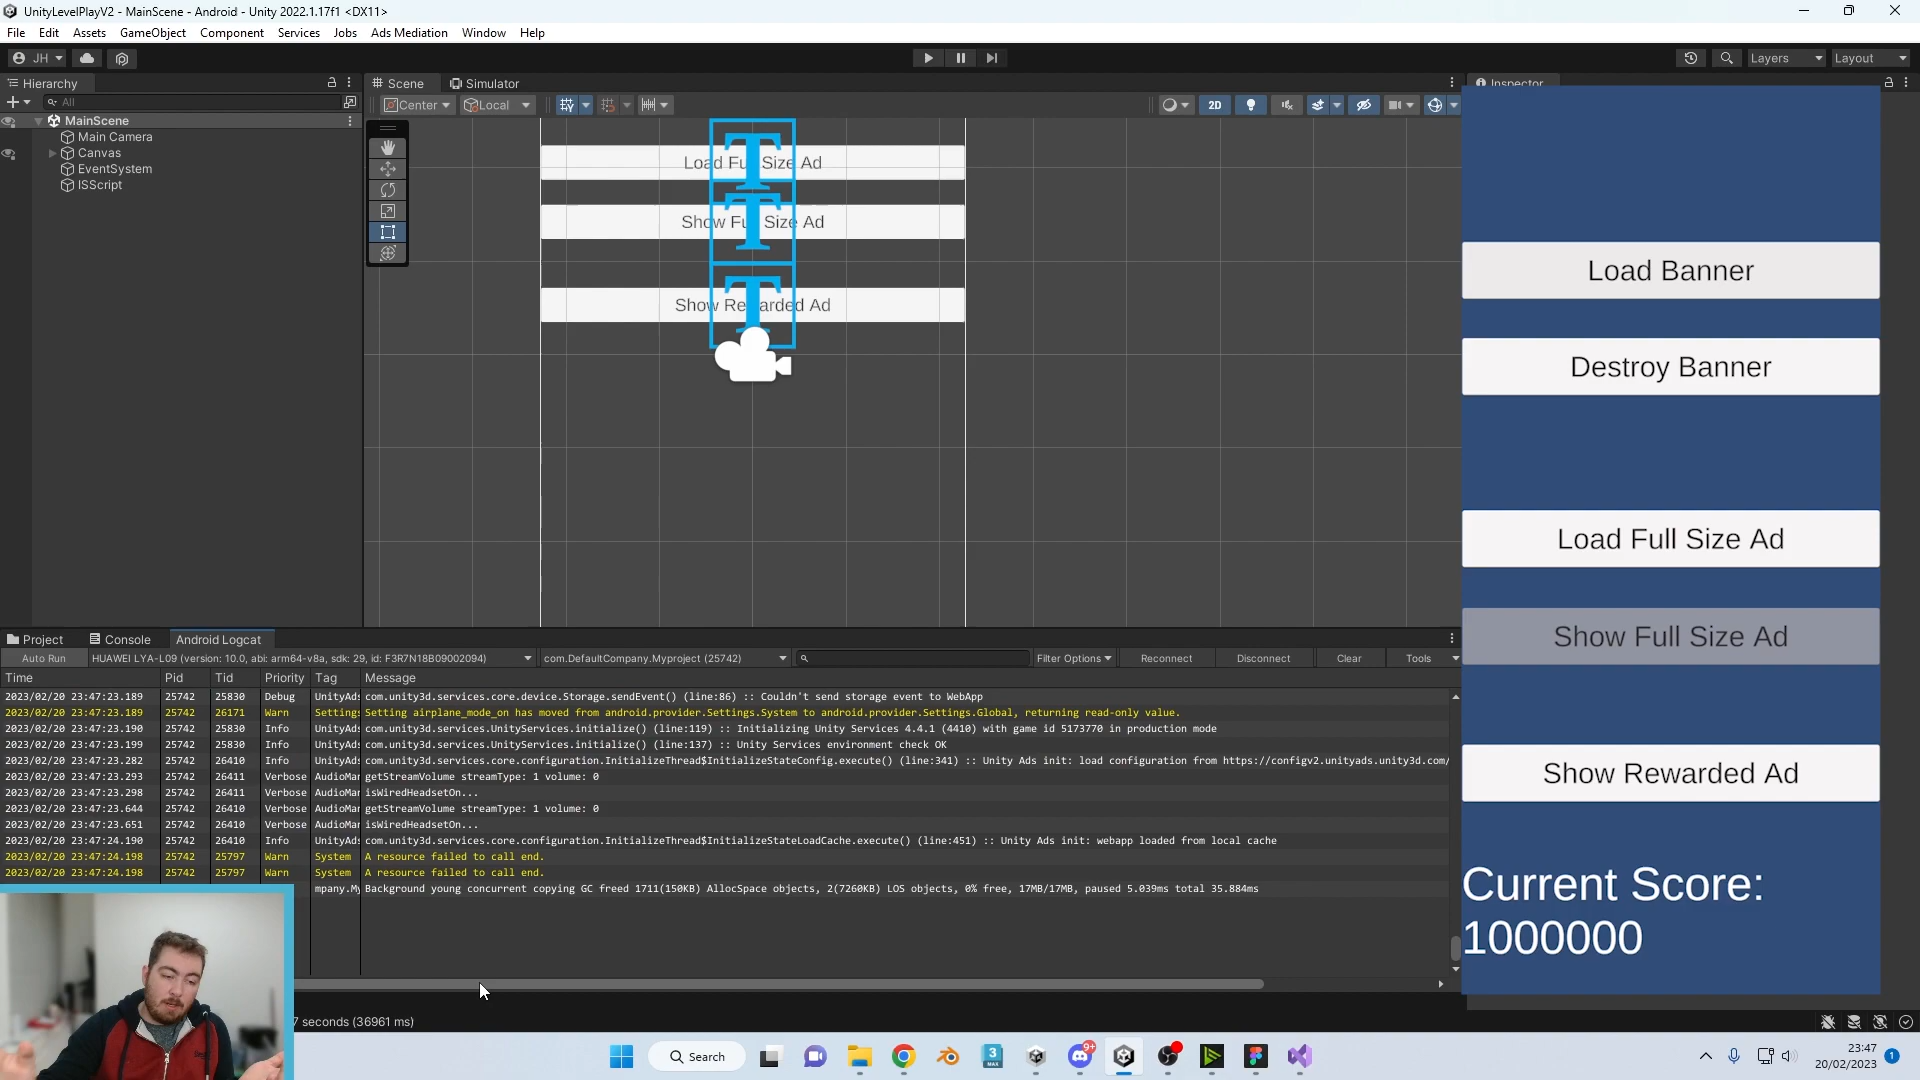 UnityLevelPlayV2 - MainScene - Android - Unity 2022.1.17f1 <DX11>
File Edit Assets GameObject Component Services Jobs Ads Mediation Window Help
JH
Layers
Layout
Hierarchy
All
MainScene
Main Camera
Canvas
EventSystem
ISScript
Scene
Simulator
Center
Local
2D
Load Full Size Ad
Show Full Size Ad
Show Rewarded Ad
Inspector
Load Banner
Destroy Banner
Load Full Size Ad
Show Full Size Ad
Show Rewarded Ad
Current Score:
1000000
Project Console Android Logcat
Auto Run HUAWEI LYA-L09 (version: 10.0, abi: arm64-v8a, sdk: 29, id: F3R7N18B09002094) com.DefaultCompany.Myproject (25742) Filter Options Reconnect Disconnect Clear Tools
Time Pid Tid Priority Tag Message
2023/02/20 23:47:23.189 25742 25830 Debug UnityAds com.unity3d.services.core.device.Storage.sendEvent() (line:86) :: Couldn't send storage event to WebApp
2023/02/20 23:47:23.189 25742 26171 Warn Settings Setting airplane_mode_on has moved from android.provider.Settings.System to android.provider.Settings.Global, returning read-only value.
2023/02/20 23:47:23.190 25742 25830 Info UnityAds com.unity3d.services.UnityServices.initialize() (line:119) :: Initializing Unity Services 4.4.1 (4410) with game id 5173770 in production mode
2023/02/20 23:47:23.199 25742 25830 Info UnityAds com.unity3d.services.UnityServices.initialize() (line:137) :: Unity Services environment check OK
2023/02/20 23:47:23.282 25742 26410 Info UnityAds com.unity3d.services.core.configuration.InitializeThread$InitializeStateConfig.execute() (line:341) :: Unity Ads init: load configuration from https://configv2.unityads.unity3d.com/
2023/02/20 23:47:23.293 25742 26411 Verbose AudioMar getStreamVolume streamType: 1 volume: 0
2023/02/20 23:47:23.298 25742 26411 Verbose AudioMar isWiredHeadsetOn...
2023/02/20 23:47:23.644 25742 26410 Verbose AudioMar getStreamVolume streamType: 1 volume: 0
2023/02/20 23:47:23.651 25742 26410 Verbose AudioMar isWiredHeadsetOn...
2023/02/20 23:47:24.190 25742 26410 Info UnityAds com.unity3d.services.core.configuration.InitializeThread$InitializeStateLoadCache.execute() (line:451) :: Unity Ads init: webapp loaded from local cache
2023/02/20 23:47:24.198 25742 25797 Warn System A resource failed to call end.
2023/02/20 23:47:24.198 25742 25797 Warn System A resource failed to call end.
mpany.My Background young concurrent copying GC freed 1711(150KB) AllocSpace objects, 2(7260KB) LOS objects, 0% free, 17MB/17MB, paused 5.039ms total 35.884ms
7 seconds (36961 ms)
Search
3
MAX
9+
23:47
20/02/2023
1